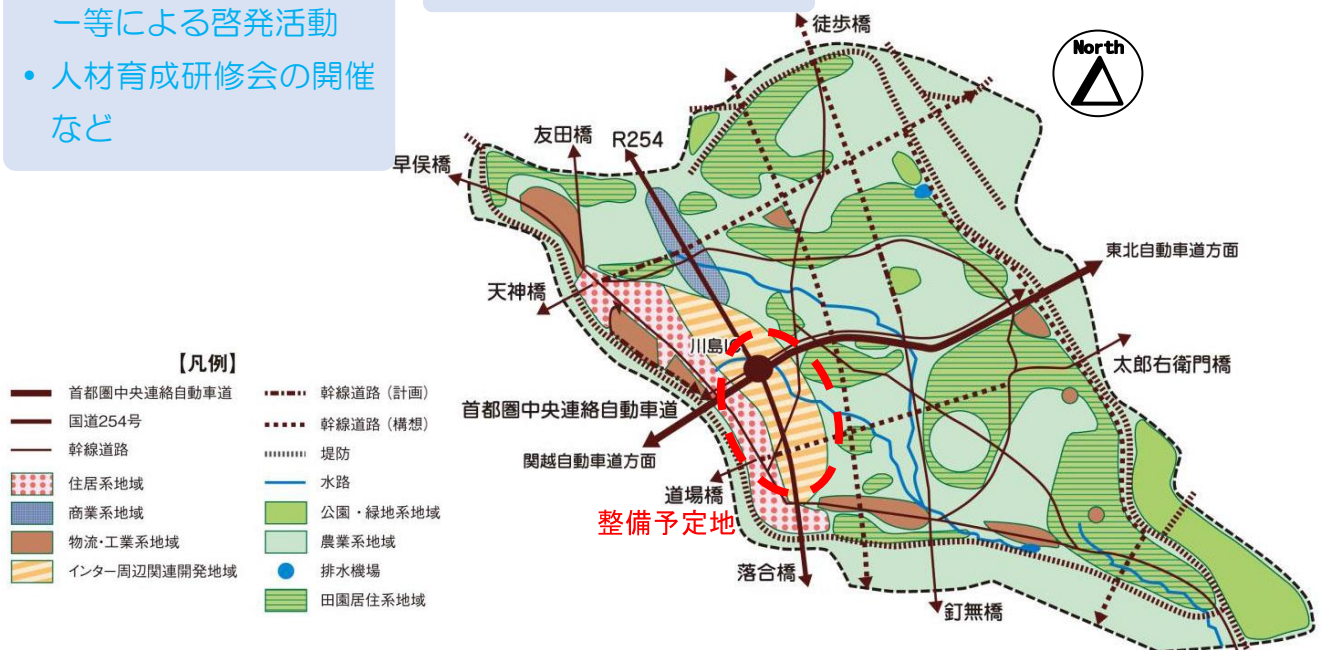 ー等による啓発活動
• 人材育成研修会の開催
など
徒歩橋
North
友田橋
R254
早俣橋
東北自動車道方面
天神橋
川島IC
太郎右衛門橋
首都圏中央連絡自動車道
関越自動車道方面
道場橋
整備予定地
落合橋
釘無橋
【凡例】
首都圏中央連絡自動車道
国道254号
幹線道路
住居系地域
商業系地域
物流・工業系地域
インター周辺関連開発地域
幹線道路(計画)
幹線道路(構想)
堤防
水路
公園・緑地系地域
農業系地域
排水機場
田園居住系地域